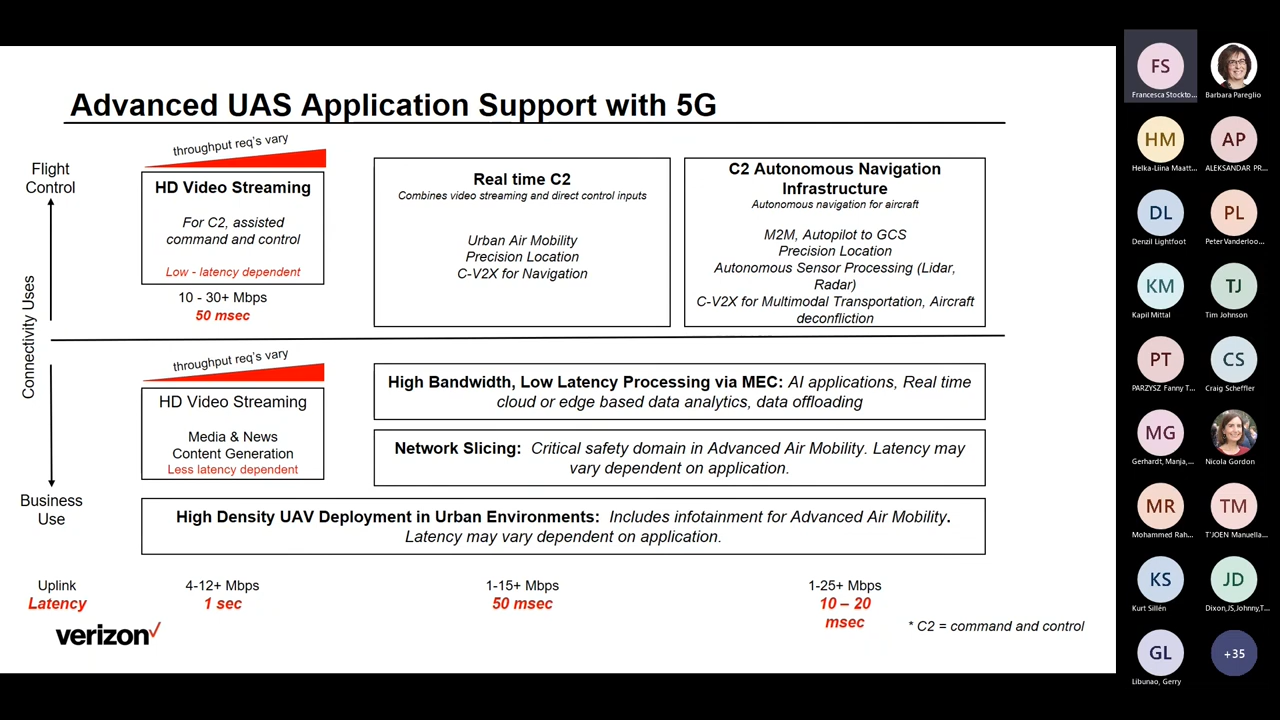 Advanced UAS Application Support with 5G
throughput req's vary
Flight
Control
Connectivity Uses
Business
Use
HD Video Streaming
For C2, assisted
command and control
Low - latency dependent
10 - 30+ Mbps
50 msec
Real time C2
Combines video streaming and direct control inputs
Urban Air Mobility
Precision Location
C-V2X for Navigation
C2 Autonomous Navigation
Infrastructure
Autonomous navigation for aircraft
M2M, Autopilot to GCS
Precision Location
Autonomous Sensor Processing (Lidar,
Radar)
C-V2X for Multimodal Transportation, Aircraft
deconfliction
throughput req's vary
HD Video Streaming
Media & News
Content Generation
Less latency dependent
High Bandwidth, Low Latency Processing via MEC: AI applications, Real time
cloud or edge based data analytics, data offloading
Network Slicing: Critical safety domain in Advanced Air Mobility. Latency may
vary dependent on application.
High Density UAV Deployment in Urban Environments: Includes infotainment for Advanced Air Mobility.
Latency may vary dependent on application.
Uplink
Latency
4-12+ Mbps
1 sec
1-15+ Mbps
50 msec
1-25+ Mbps
10 – 20
msec
* C2 = command and control
verizon✓
FS
Francesca Stockto...
Barbara Pareglio
HM
Helka-Liina Maatt...
AP
ALEKSANDAR PR...
DL
Denzil Lightfoot
PL
Peter Vanderloo...
KM
Kapil Mittal
TJ
Tim Johnson
PT
PARZYSZ Fanny T...
CS
Craig Scheffler
MG
Gerhardt, Manja,...
Nicola Gordon
MR
Mohammed Rah...
TM
T'JOEN Manuella...
KS
Kurt Sillén
JD
Dixon,JS,Johnny,T...
GL
Libunao, Gerry
+35